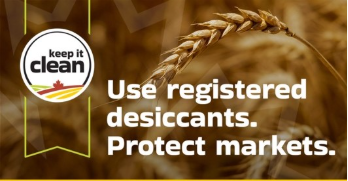 keep it
clean
Use registered
desiccants.
Protect markets.